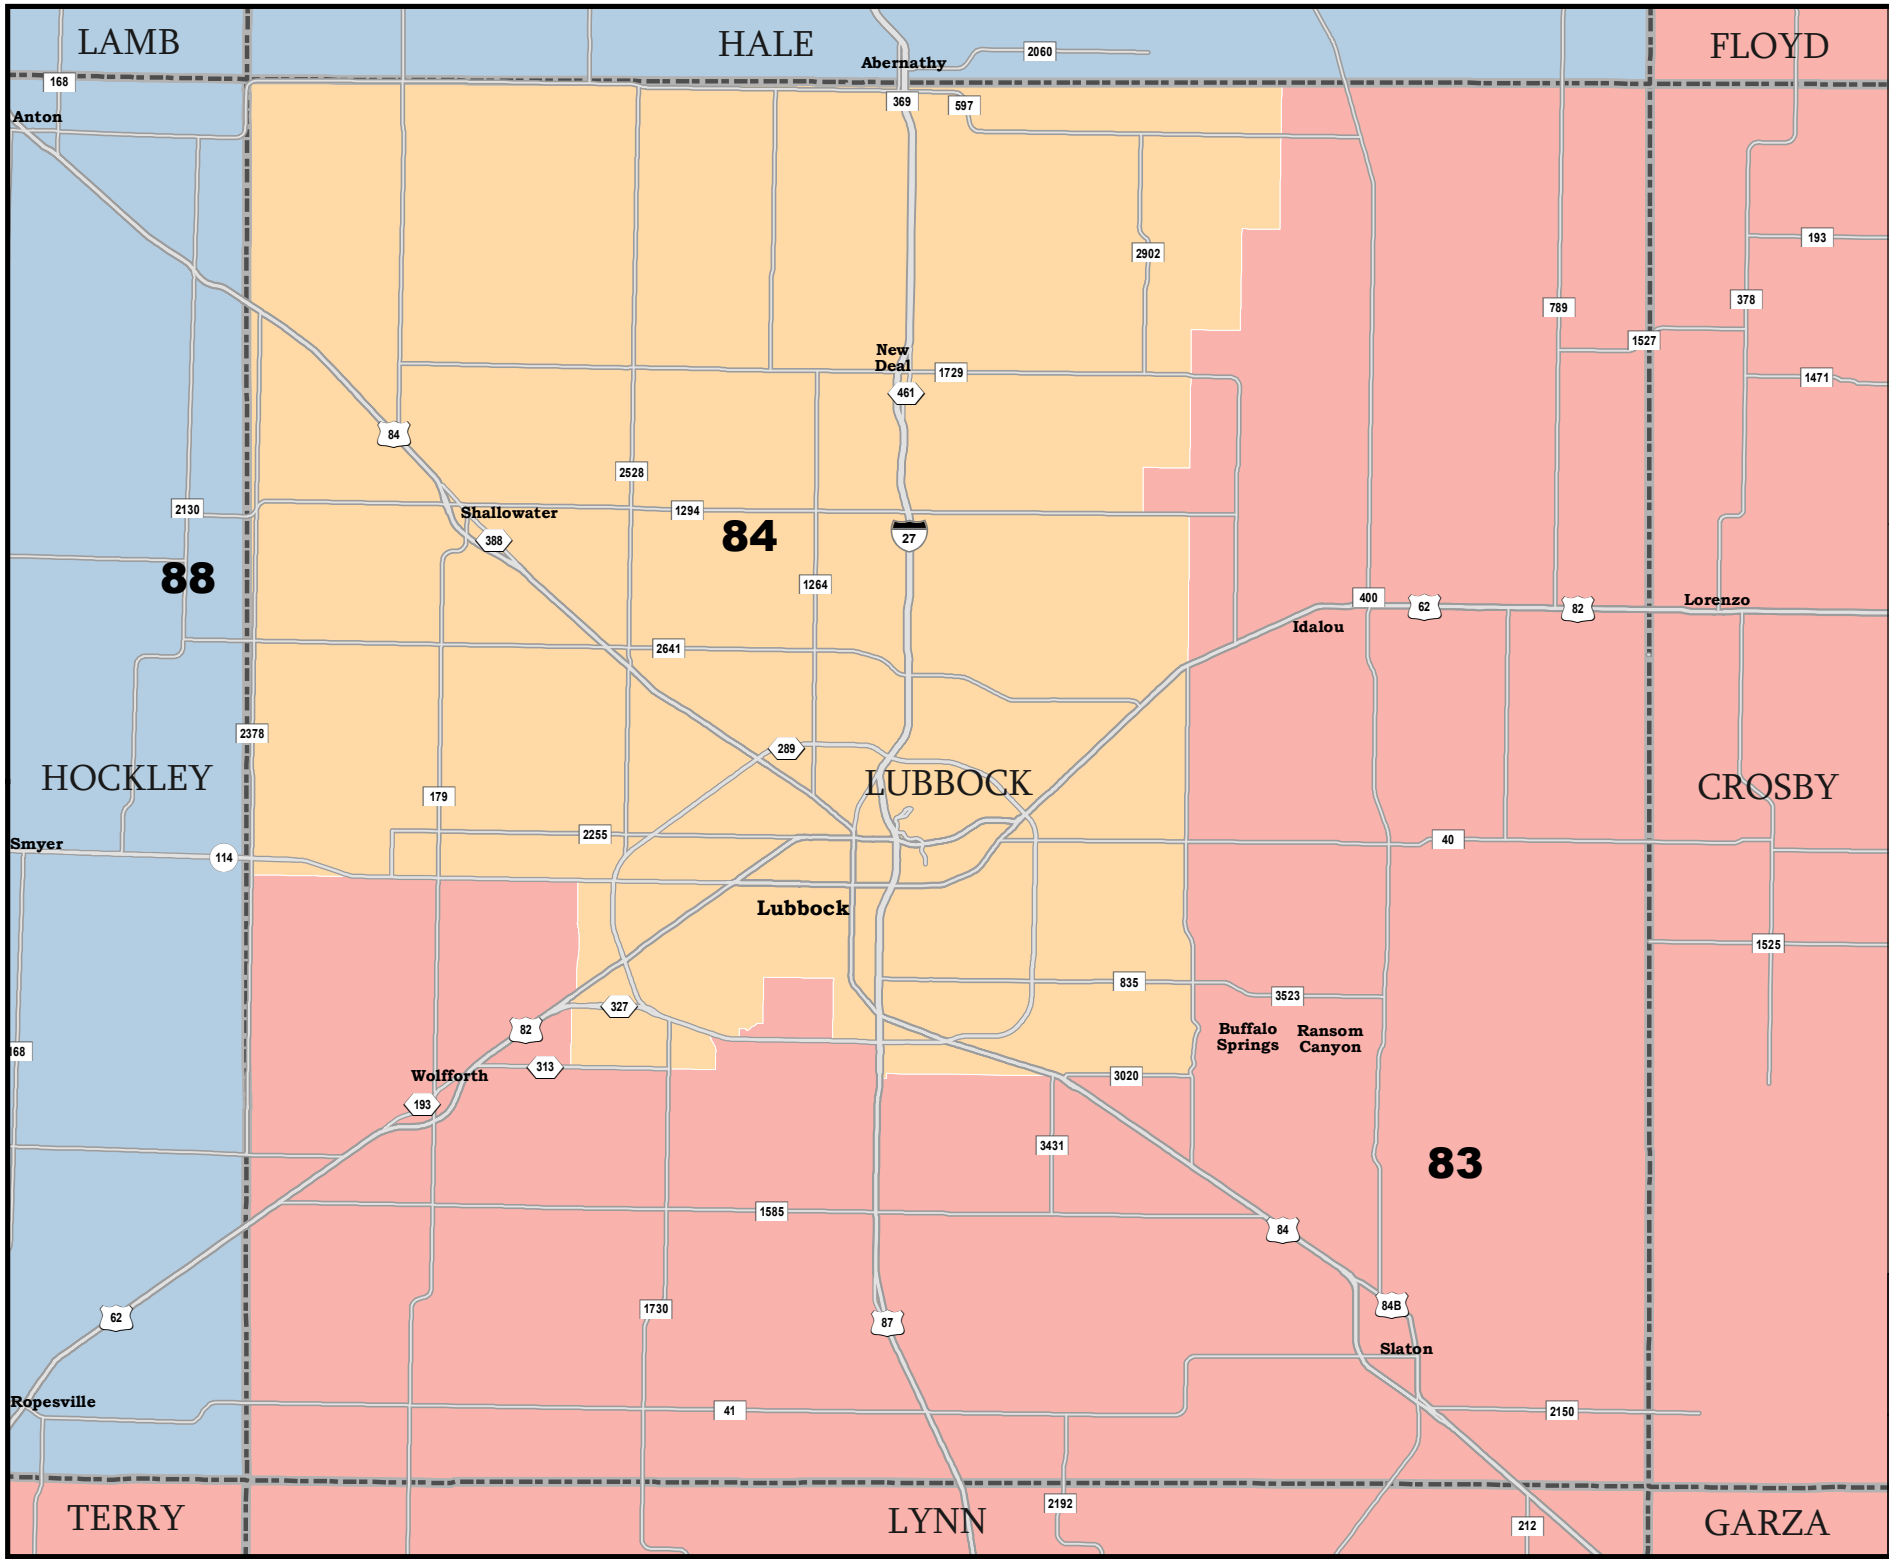 LAMB
HALE
FLOYD
Abernathy
2060
168
369
597
Anton
2902
193
378
789
1527
New
Deal
1729
1471
461
84
2528
2130
1294
Shallowater
388
84
27
88
1264
400
62
82
Lorenzo
Idalou
2641
2378
289
HOCKLEY
LUBBOCK
CROSBY
179
2255
40
Smyer
114
Lubbock
1525
835
3523
327
82
Buffalo
Springs
Ransom
Canyon
168
313
Wolfforth
3020
193
3431
83
1585
84
62
1730
87
84B
Slaton
Ropesville
41
2150
2192
TERRY
LYNN
212
GARZA